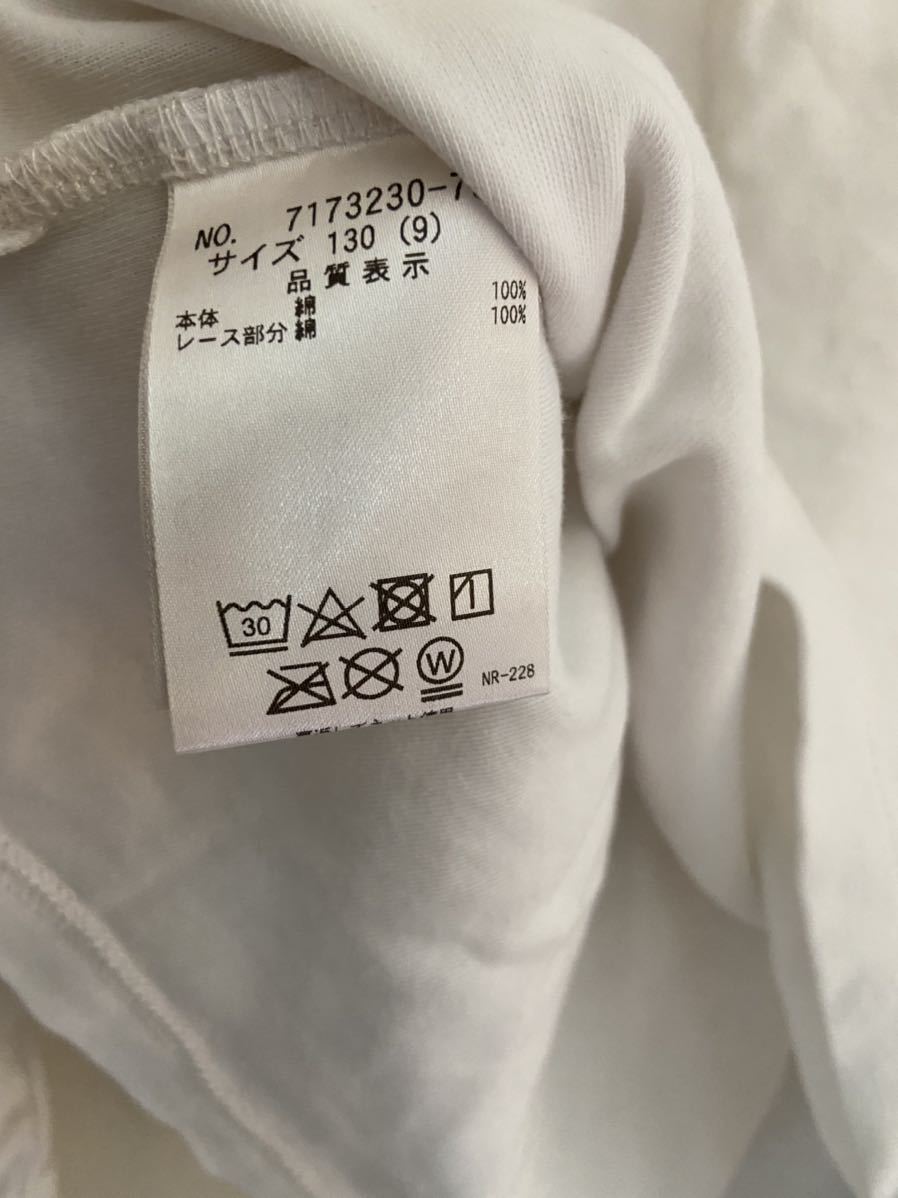 NO. 7173230-7
サイズ 130 (9)
品質表示
本体 綿 100%
レース部分 綿 100%
30
W
NR-228